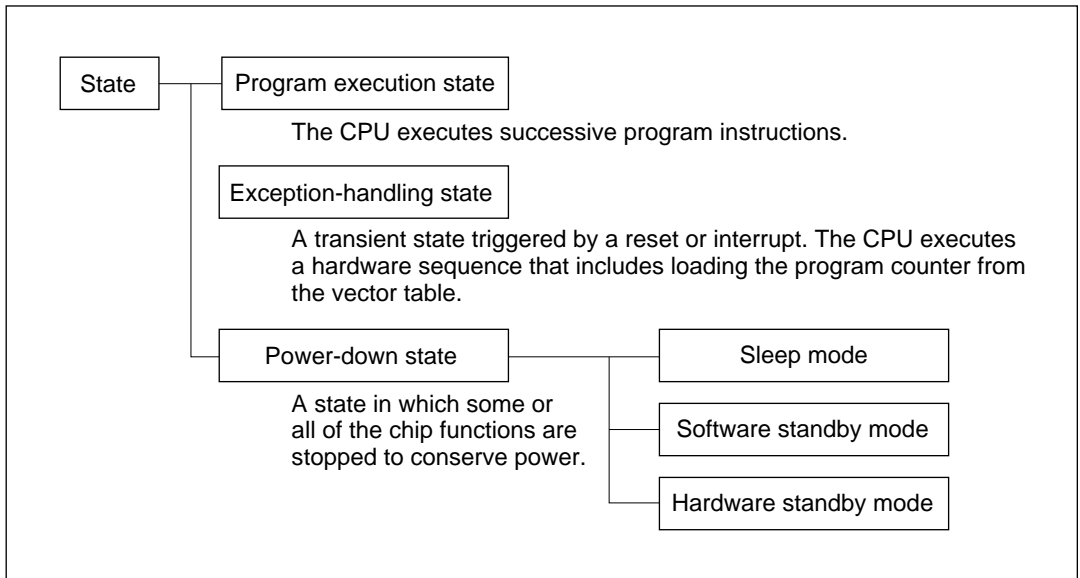 State
Program execution state
The CPU executes successive program instructions.
Exception-handling state
A transient state triggered by a reset or interrupt. The CPU executes
a hardware sequence that includes loading the program counter from
the vector table.
Power-down state
A state in which some or
all of the chip functions are
stopped to conserve power.
Sleep mode
Software standby mode
Hardware standby mode